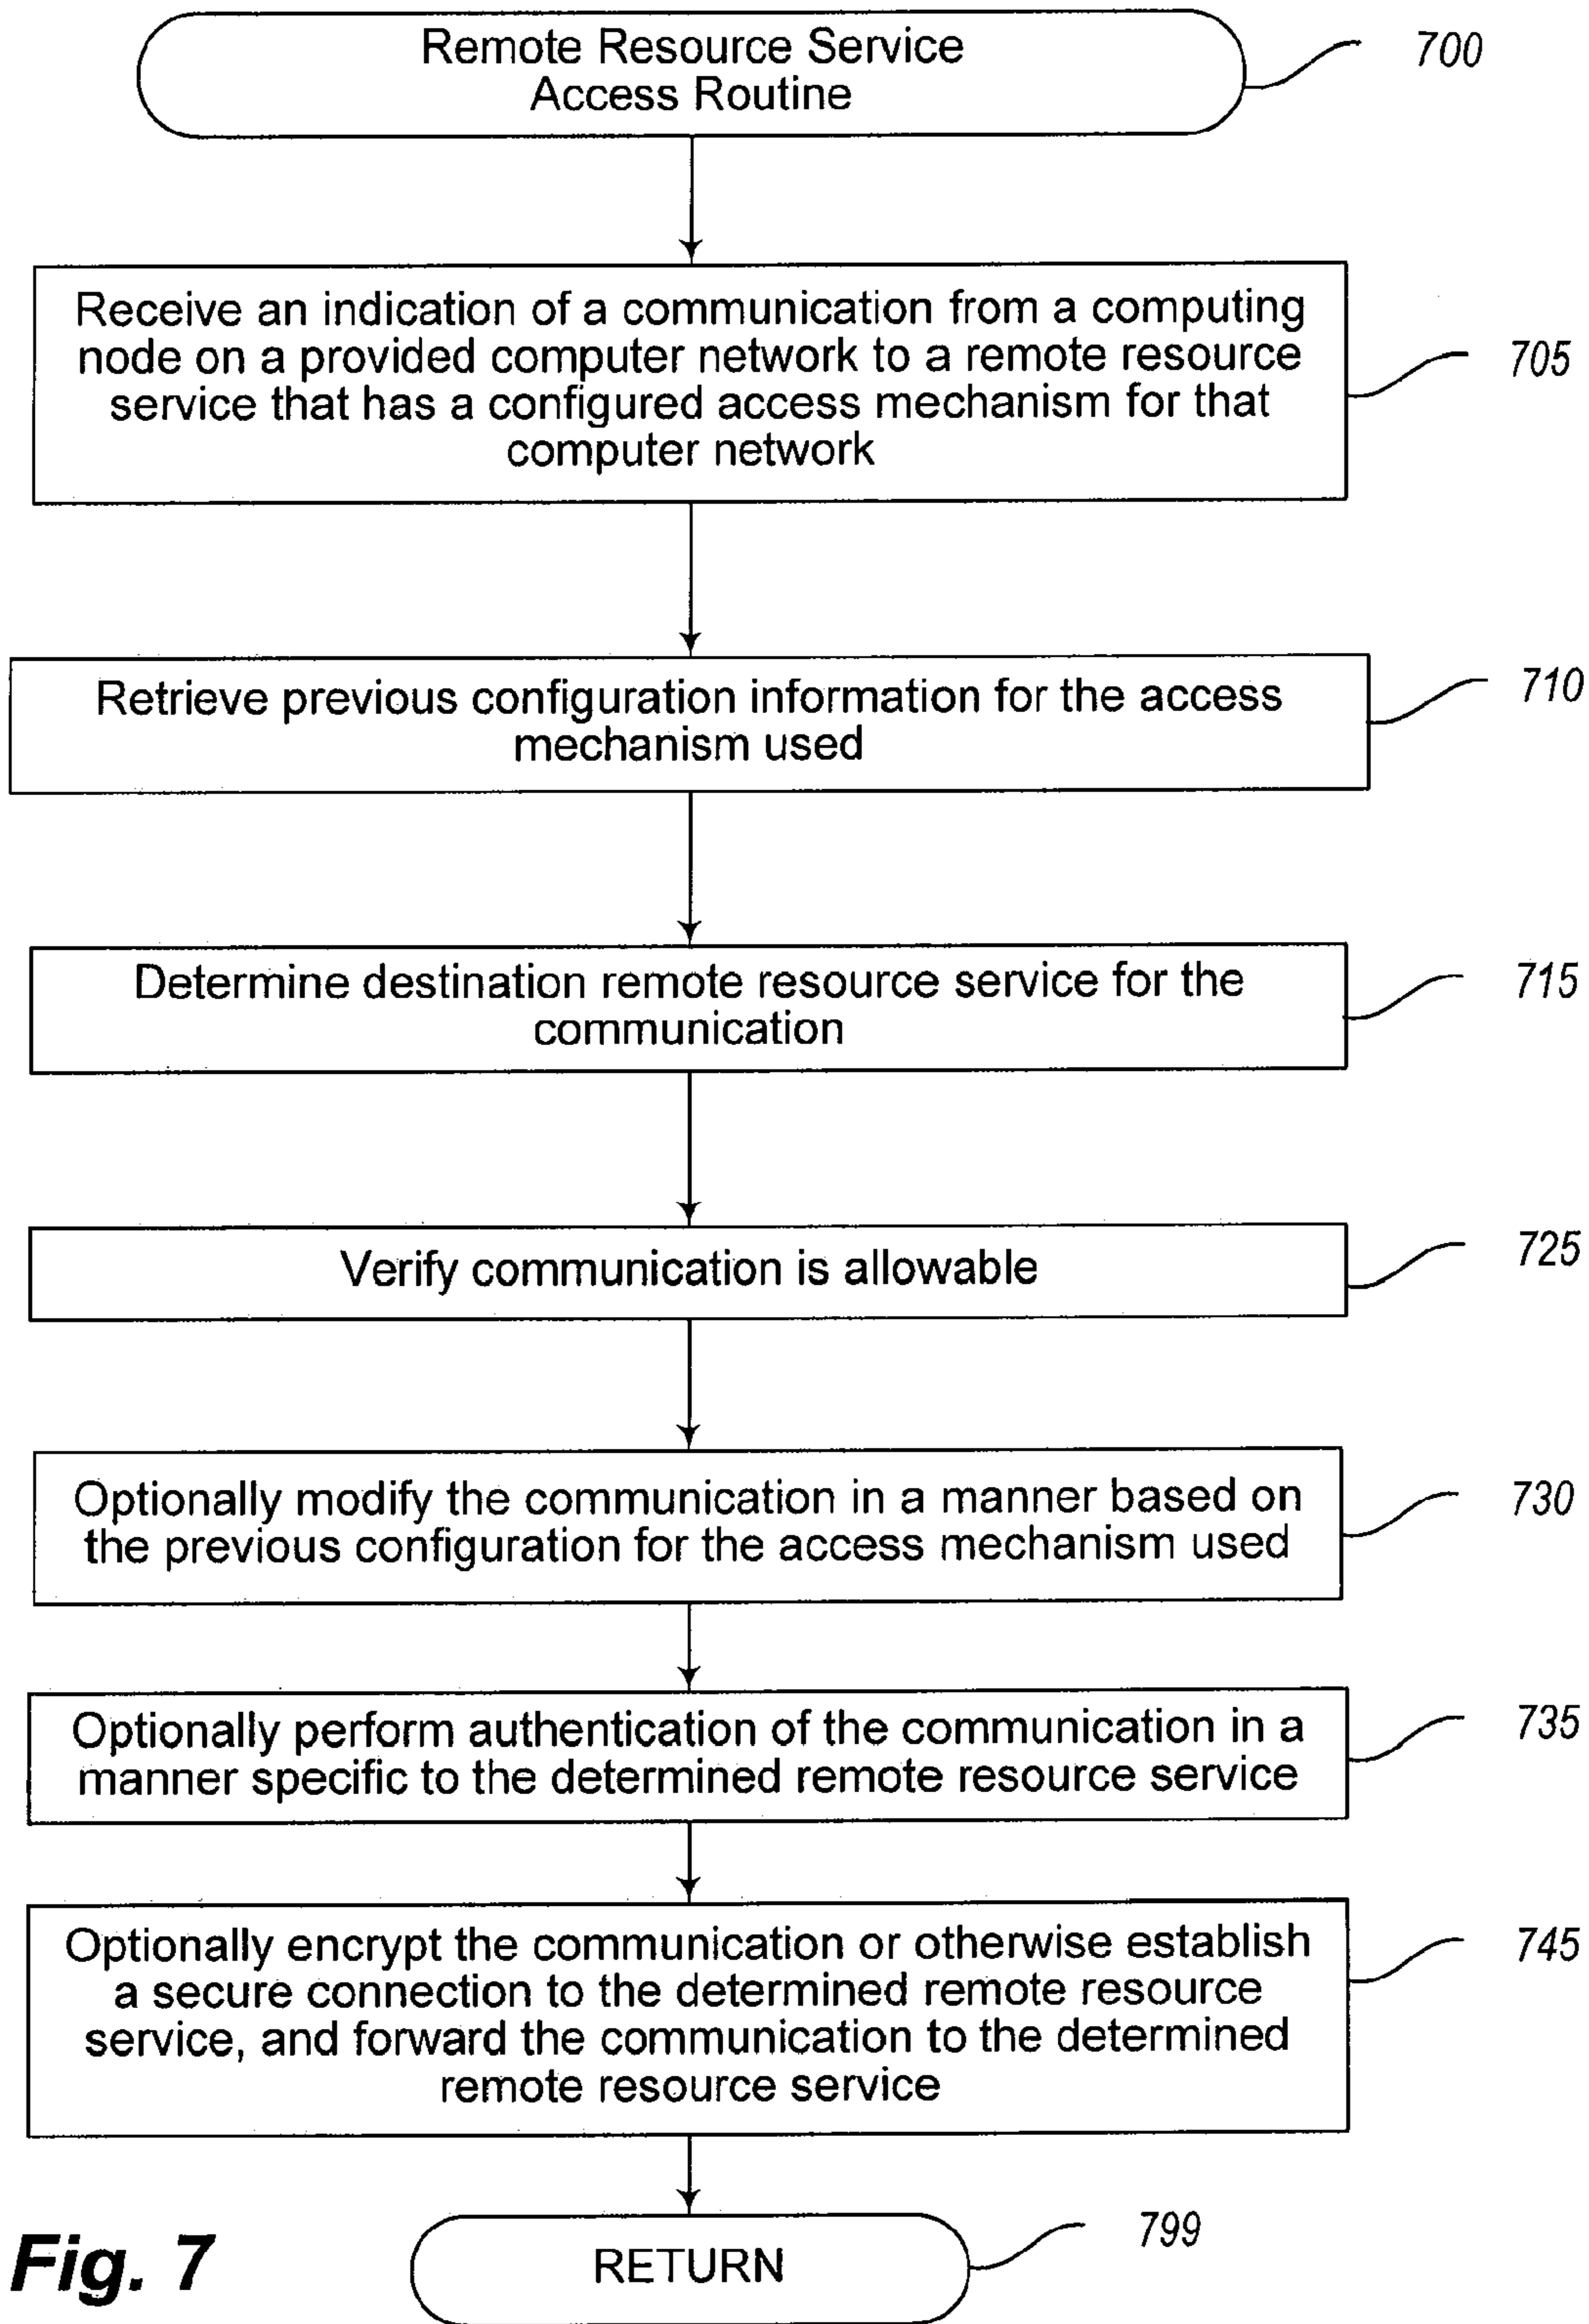 Remote Resource Service
Access Routine
700
Receive an indication of a communication from a computing
node on a provided computer network to a remote resource
service that has a configured access mechanism for that
computer network
705
Retrieve previous configuration information for the access
mechanism used
710
Determine destination remote resource service for the
communication
715
Verify communication is allowable
725
Optionally modify the communication in a manner based on
the previous configuration for the access mechanism used
730
Optionally perform authentication of the communication in a
manner specific to the determined remote resource service
735
Optionally encrypt the communication or otherwise establish
a secure connection to the determined remote resource
service, and forward the communication to the determined
remote resource service
745
RETURN
799
Fig. 7